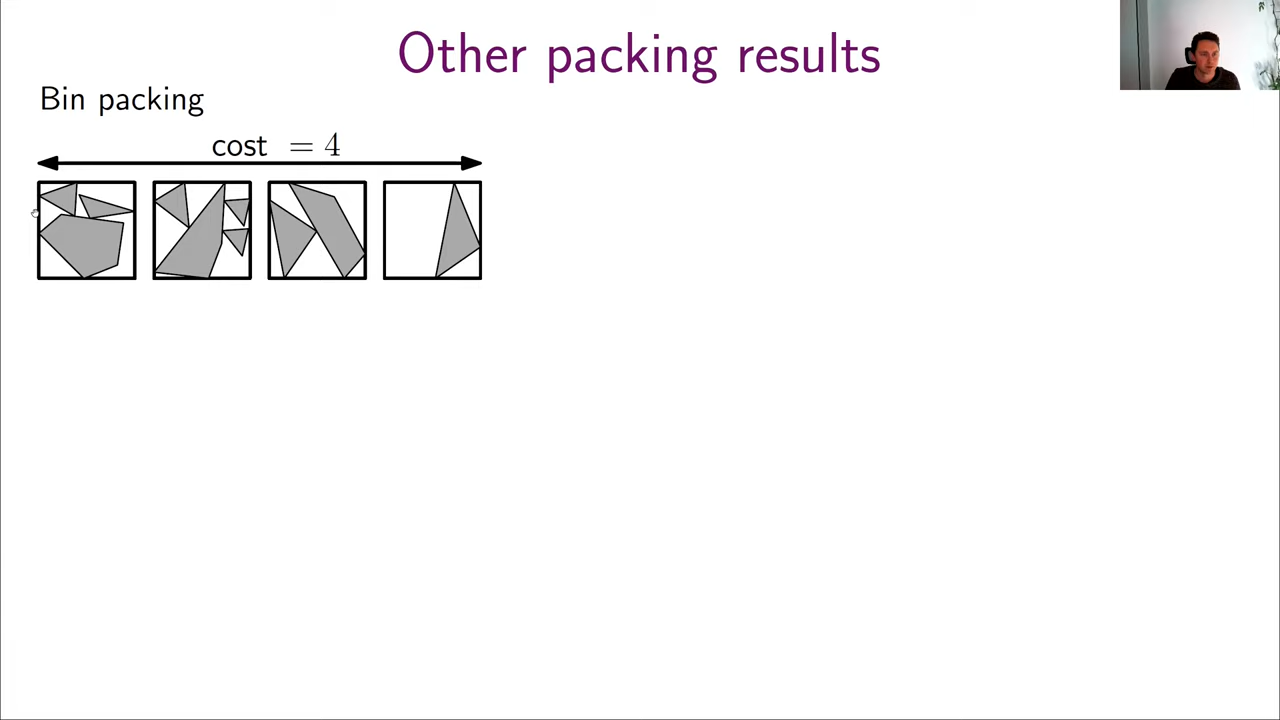 Other packing results
Bin packing
cost = 4